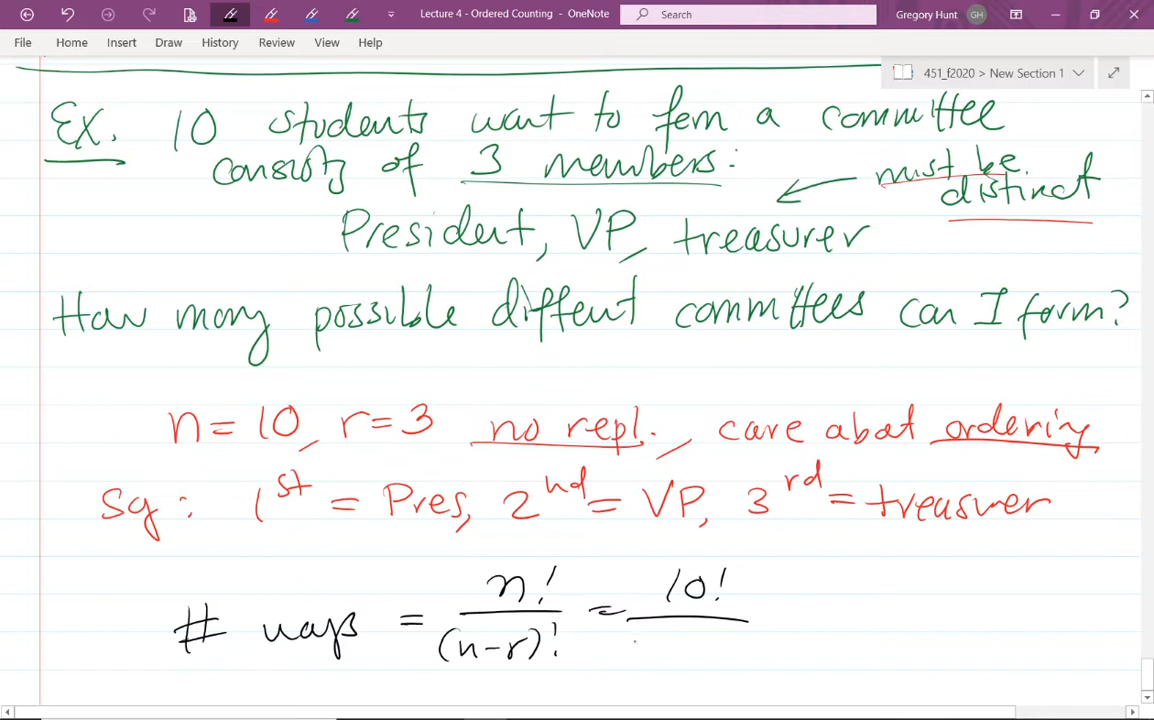 Lecture 4 - Ordered Counting - OneNote
Search
Gregory Hunt GH
File Home Insert Draw History Review View Help
451_f2020 > New Section 1
Ex. 10 students want to form a committee
consisting of 3 members:
must be
distinct
President, VP, treasurer
How many possible different committees can I form?
n = 10, r = 3 no repl., care about ordering
Say: 1st = Pres, 2nd = VP, 3rd = treasurer
# ways = n! / (n-r)! = 10! /